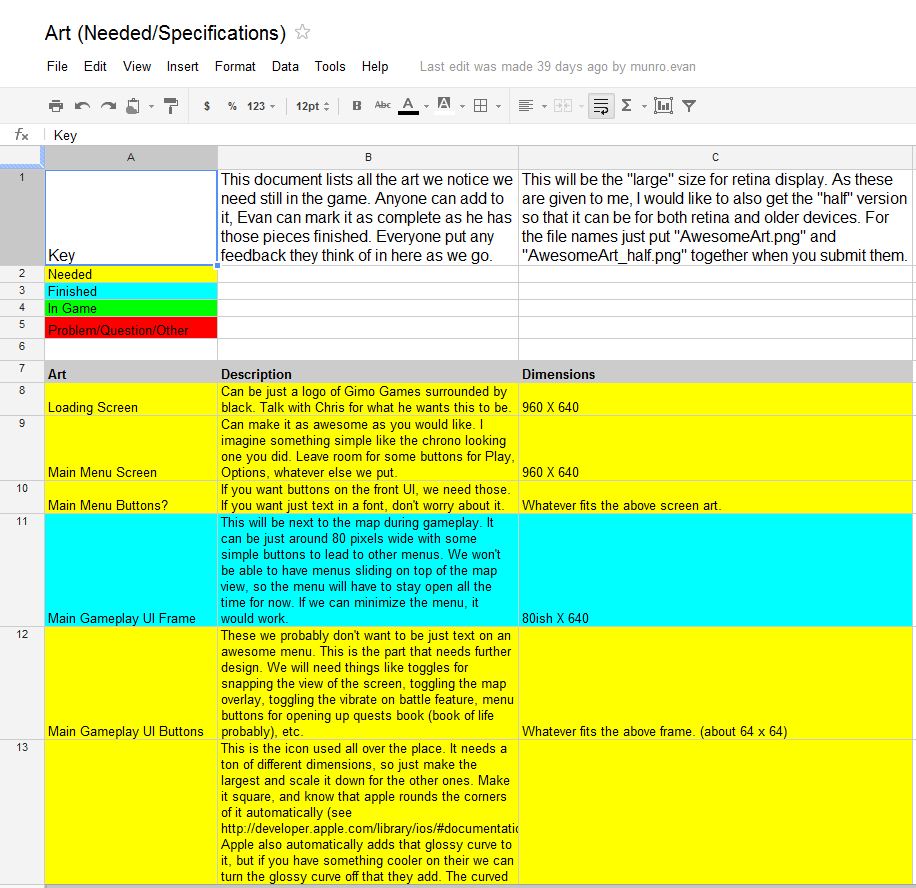 Art (Needed/Specifications)
File Edit View Insert Format Data Tools Help Last edit was made 39 days ago by munro.evan
$ % 123 12pt B Abc A A Σ
fx Key
A B C
1
This document lists all the art we notice we
need still in the game. Anyone can add to
it, Evan can mark it as complete as he has
those pieces finished. Everyone put any
feedback they think of in here as we go.
This will be the "large" size for retina display. As these
are given to me, I would like to also get the "half" version
so that it can be for both retina and older devices. For
the file names just put "AwesomeArt.png" and
"AwesomeArt_half.png" together when you submit them.
Key
2 Needed
3 Finished
4 In Game
5 Problem/Question/Other
6
7 Art Description Dimensions
8
Loading Screen
Can be just a logo of Gimo Games surrounded by
black. Talk with Chris for what he wants this to be.
960 X 640
9
Main Menu Screen
Can make it as awesome as you would like. I
imagine something simple like the chrono looking
one you did. Leave room for some buttons for Play,
Options, whatever else we put.
960 X 640
10
Main Menu Buttons?
If you want buttons on the front UI, we need those.
If you want just text in a font, don't worry about it.
Whatever fits the above screen art.
11
Main Gameplay UI Frame
This will be next to the map during gameplay. It
can be just around 80 pixels wide with some
simple buttons to lead to other menus. We won't
be able to have menus sliding on top of the map
view, so the menu will have to stay open all the
time for now. If we can minimize the menu, it
would work.
80ish X 640
12
Main Gameplay UI Buttons
These we probably don't want to be just text on an
awesome menu. This is the part that needs further
design. We will need things like toggles for
snapping the view of the screen, toggling the map
overlay, toggling the vibrate on battle feature, menu
buttons for opening up quests book (book of life
probably), etc.
Whatever fits the above frame. (about 64 x 64)
13
This is the icon used all over the place. It needs a
ton of different dimensions, so just make the
largest and scale it down for the other ones. Make
it square, and know that apple rounds the corners
of it automatically (see
http://developer.apple.com/library/ios/#documentatic
Apple also automatically adds that glossy curve to
it, but if you have something cooler on their we can
turn the glossy curve off that they add. The curved